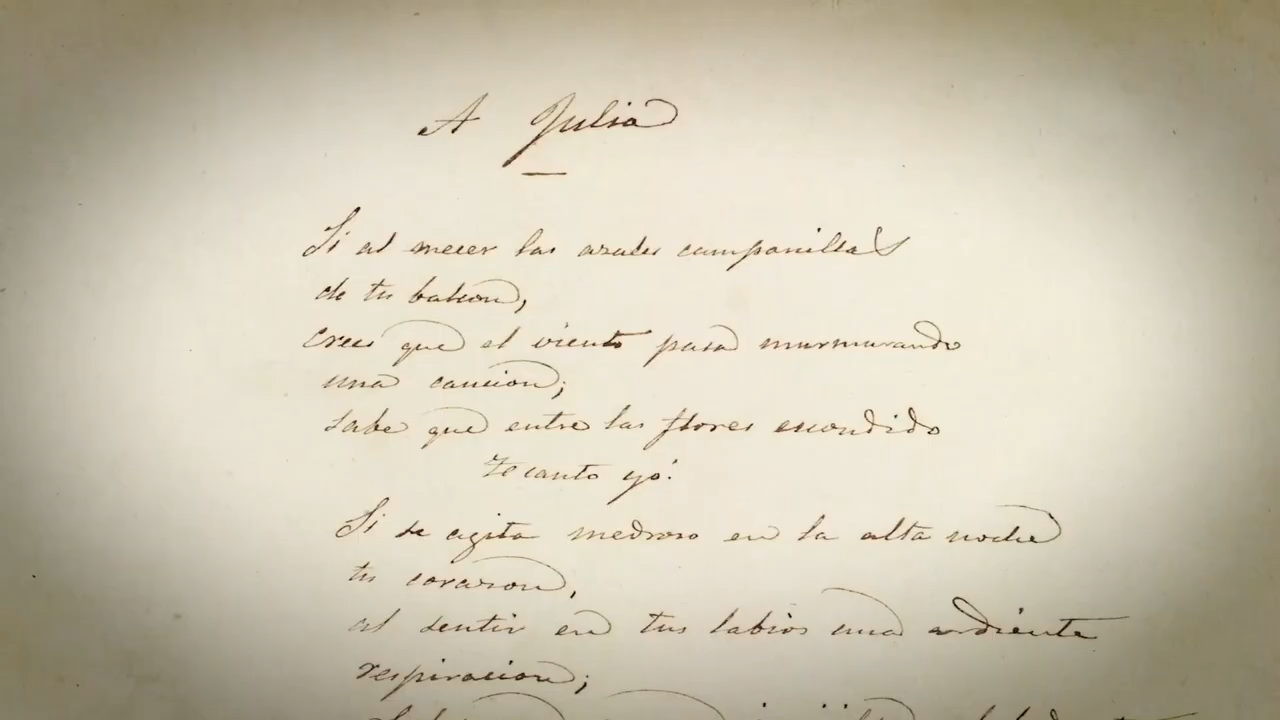 A Julia
Si al mecer las azules campanillas
de tu balcon,
crees que el viento pasa murmurando
una cancion;
sabe que entre las flores escondido
te canto yó.
Si se agita medroso en la alta noche
tu corazon,
al sentir en tus labios una ardiente
respiracion;